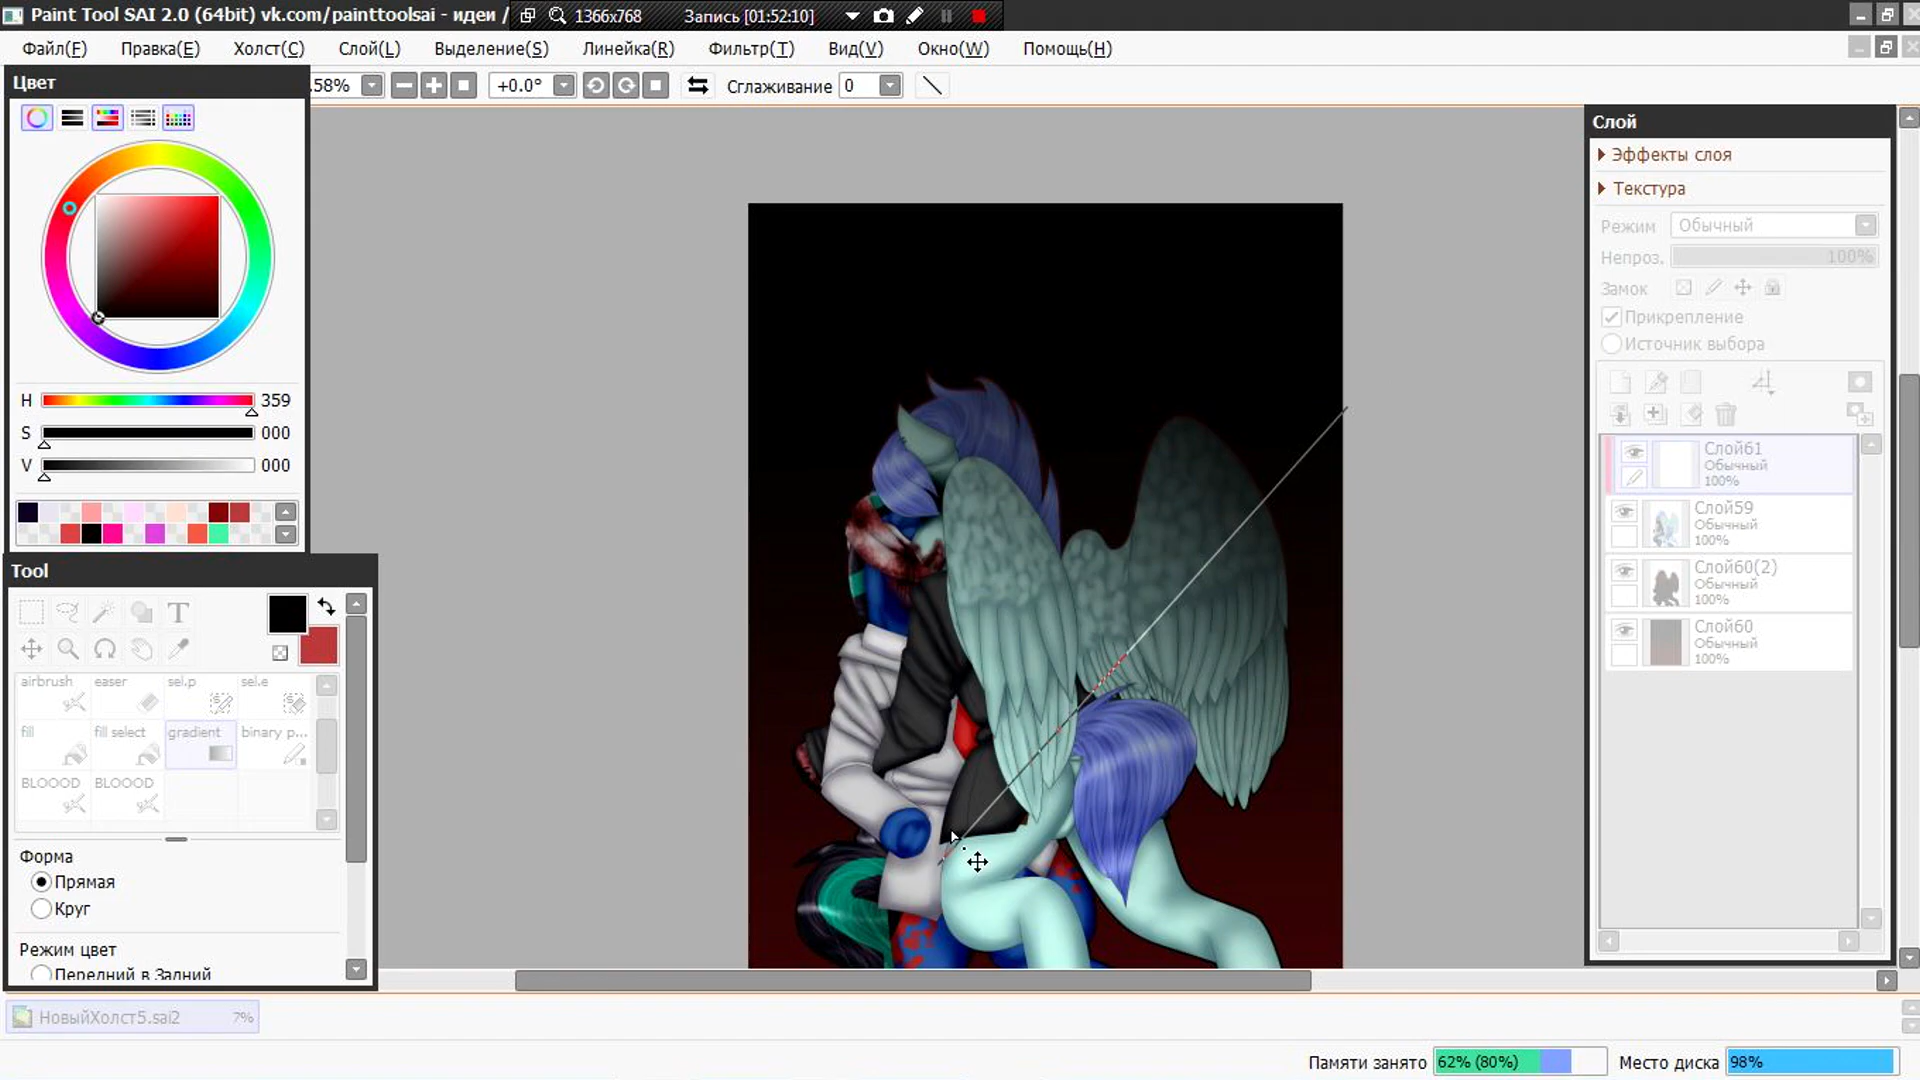 Paint Tool SAI 2.0 (64bit) vk.com/painttoolsai - идеи /
1366x768 Запись [01:52:10]
Файл(F) Правка(E) Холст(C) Слой(L) Выделение(S) Линейка(R) Фильтр(T) Вид(V) Окно(W) Помощь(H)
Цвет
.58% +0.0° Сглаживание 0
H 359
S 000
V 000
Tool
T
airbrush easer sel.p sel.e
fill fill select gradient binary p...
BLOOOD BLOOOD
Форма
Прямая
Круг
Режим цвет
Передний в Задний
Слой
Эффекты слоя
Текстура
Режим Обычный
Непроз. 100%
Замок
Прикрепление
Источник выбора
Слой61
Обычный
100%
Слой59
Обычный
100%
Слой60(2)
Обычный
100%
Слой60
Обычный
100%
НовыйХолст5.sai2 7%
Памяти занято 62% (80%) Место диска 98%